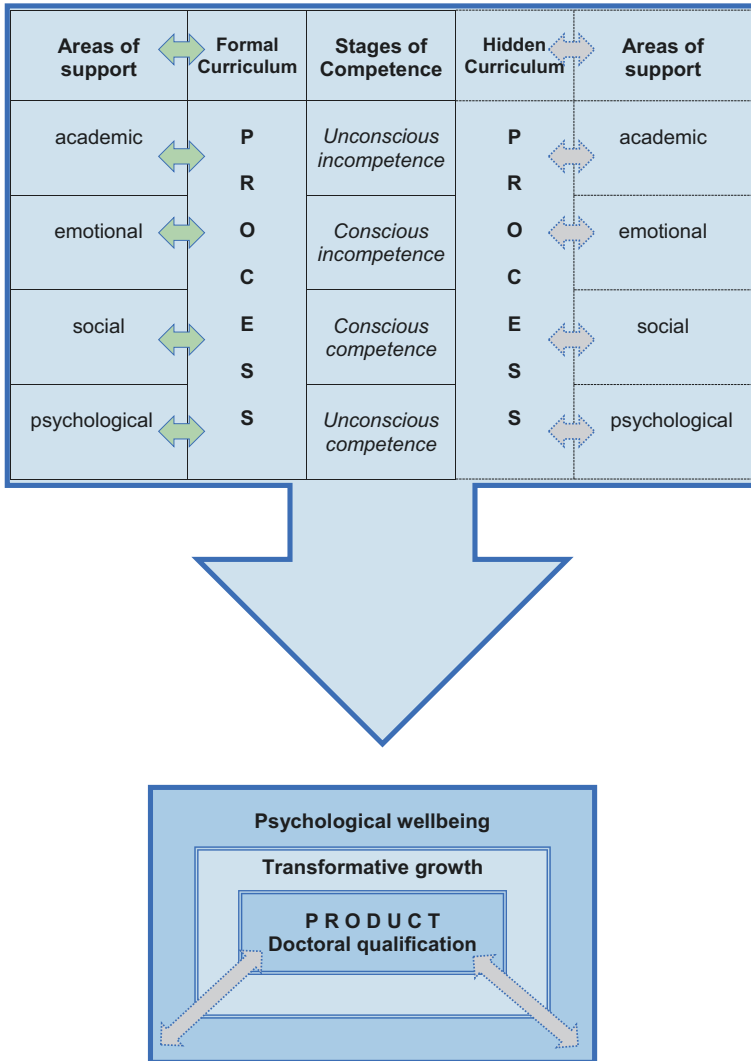 Areas of
support
Formal
Curriculum
Stages of
Competence
Hidden
Curriculum
Areas of
support
academic
emotional
social
psychological
P
R
O
C
E
S
S
Unconscious
incompetence
Conscious
incompetence
Conscious
competence
Unconscious
competence
P
R
O
C
E
S
S
academic
emotional
social
psychological
Psychological wellbeing
Transformative growth
P R O D U C T
Doctoral qualification